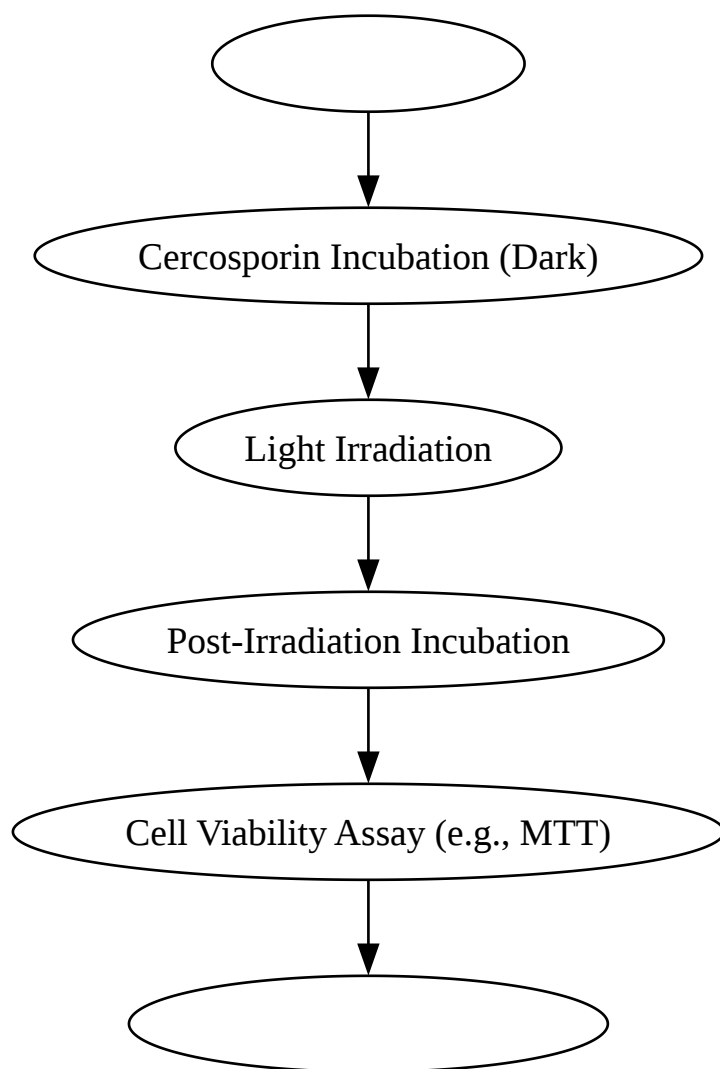 Cercosporin Incubation (Dark)
Light Irradiation
Post-Irradiation Incubation
Cell Viability Assay (e.g., MTT)